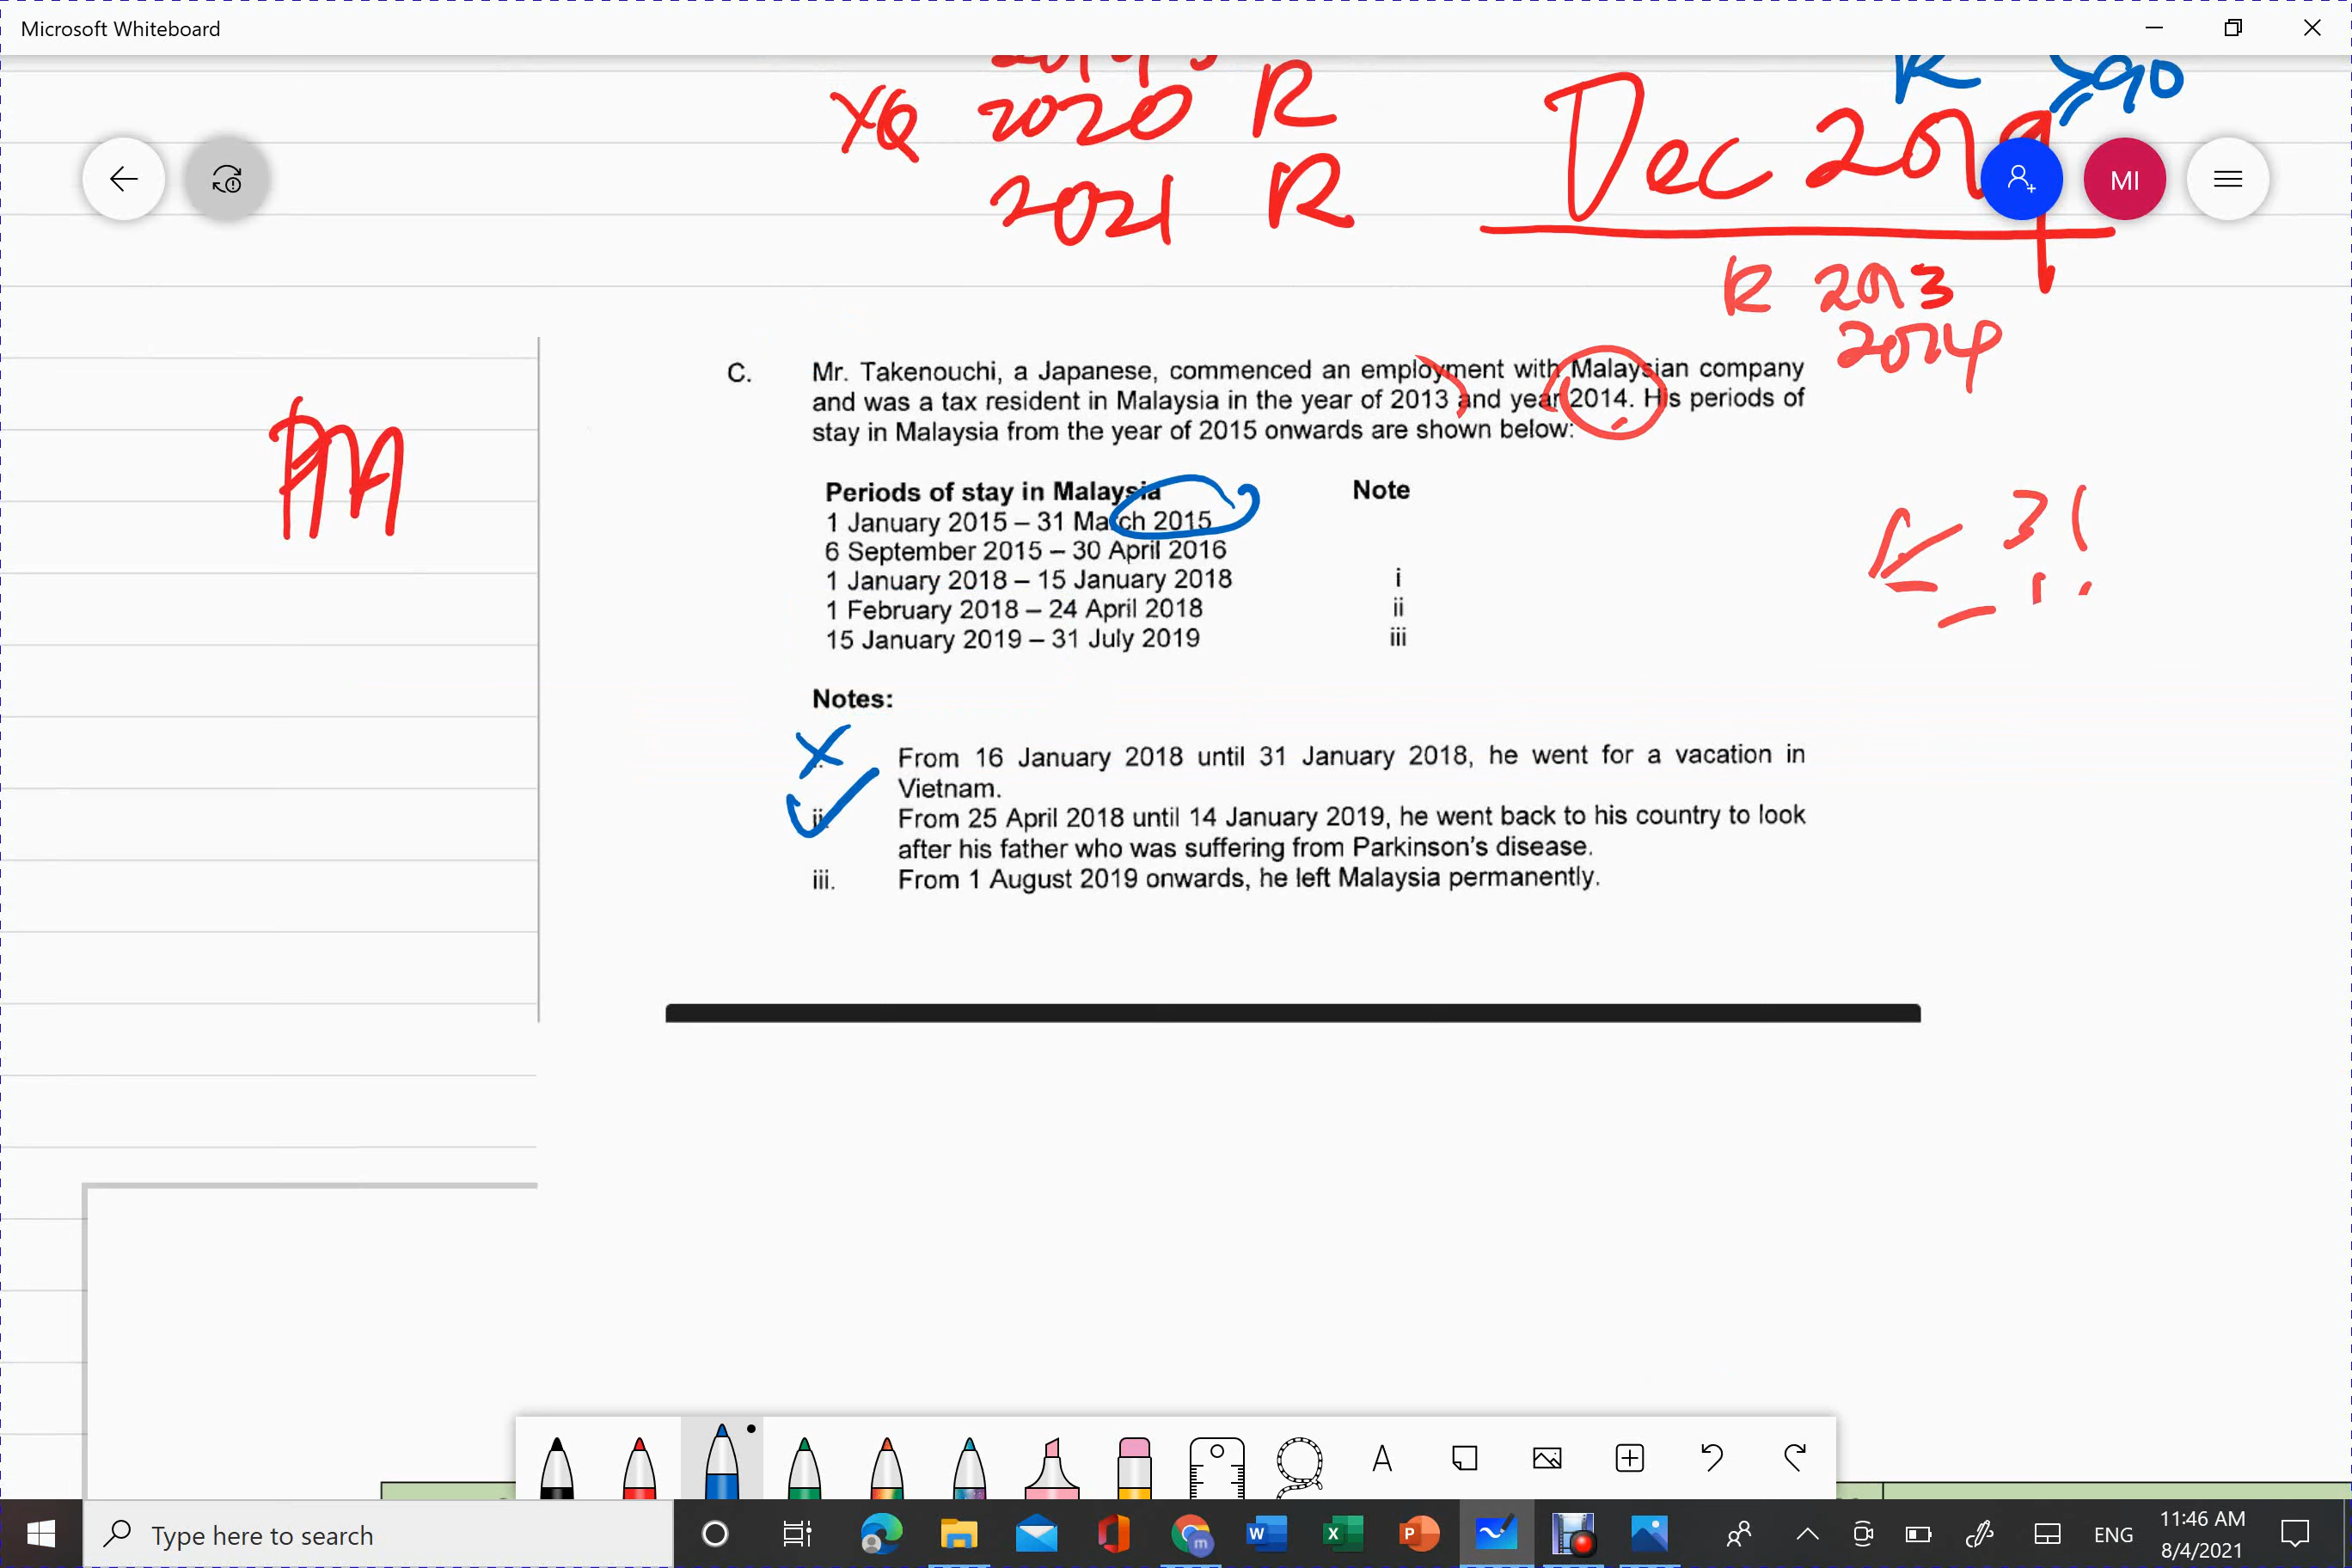 Microsoft Whiteboard
R 90
XQ 2020 R
Dec 2019
2021 R
MI
R 2013
2014
C. Mr. Takenouchi, a Japanese, commenced an employment with Malaysian company
and was a tax resident in Malaysia in the year of 2013 and year 2014. His periods of
stay in Malaysia from the year of 2015 onwards are shown below:
Periods of stay in Malaysia Note
1 January 2015 – 31 March 2015
6 September 2015 – 30 April 2016
1 January 2018 – 15 January 2018 i
1 February 2018 – 24 April 2018 ii
15 January 2019 – 31 July 2019 iii
31
Notes:
From 16 January 2018 until 31 January 2018, he went for a vacation in
Vietnam.
ii. From 25 April 2018 until 14 January 2019, he went back to his country to look
after his father who was suffering from Parkinson's disease.
iii. From 1 August 2019 onwards, he left Malaysia permanently.
Type here to search
ENG
11:46 AM
8/4/2021